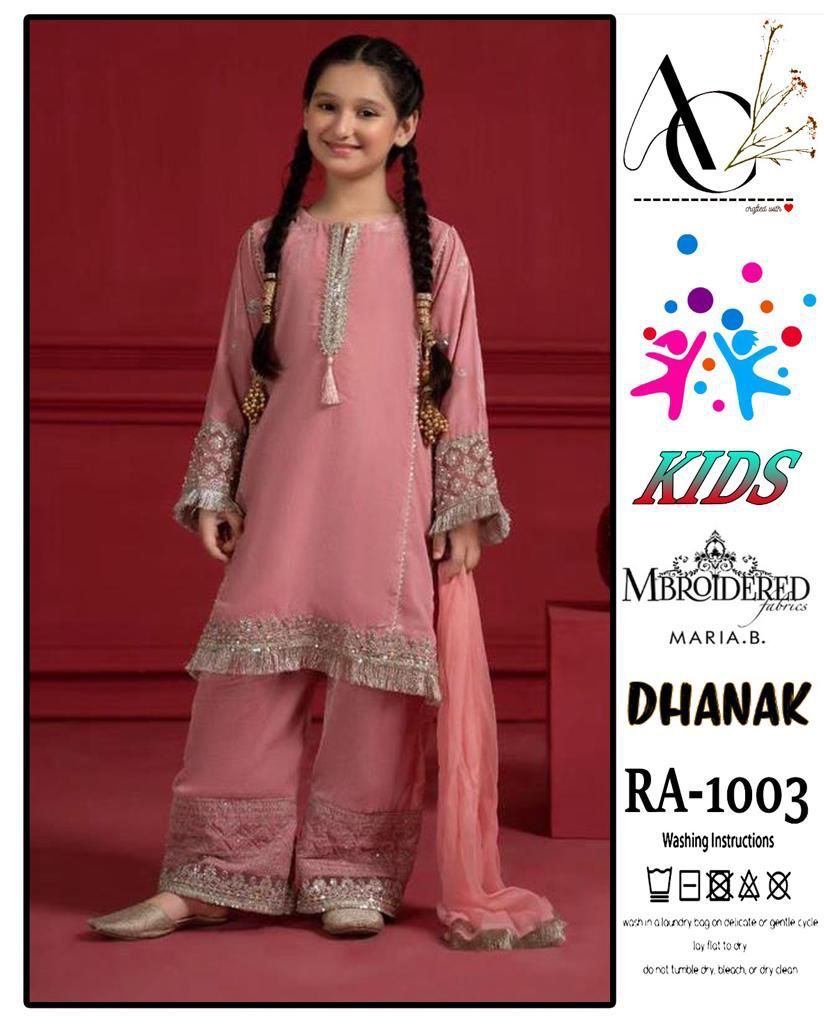 AC
crafted with
KIDS
MBROIDERED
fabrics
MARIA.B.
DHANAK
RA-1003
Washing Instructions
wash in a laundry bag on delicate or gentle cycle
lay flat to dry
do not tumble dry, bleach, or dry clean